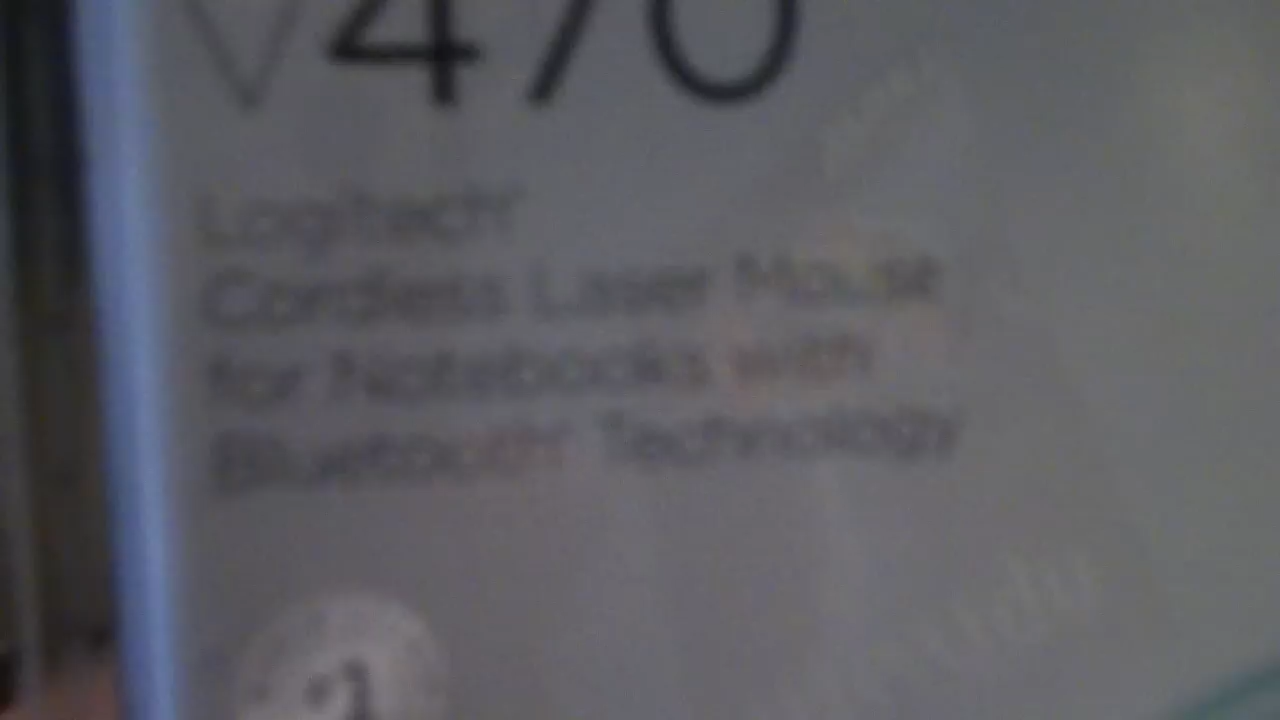 V470
Logitech®
Cordless Laser Mouse
for Notebooks with
Bluetooth® Technology